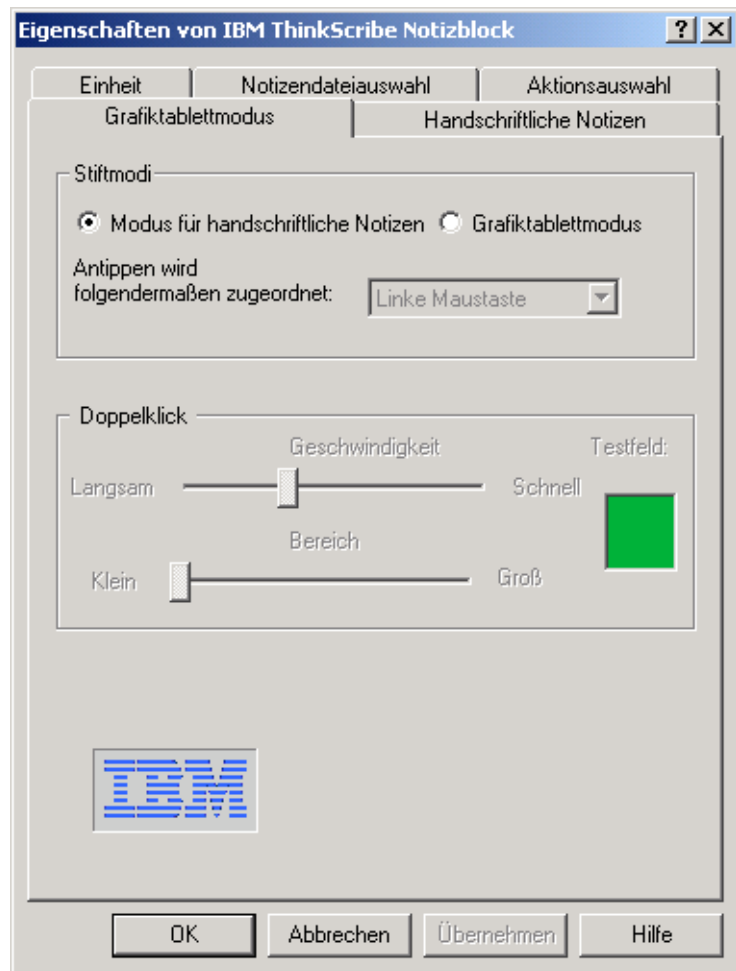 Eigenschaften von IBM ThinkScribe Notizblock
Einheit Notizendateiauswahl Aktionsauswahl
Grafiktablettmodus Handschriftliche Notizen
Stiftmodi
Modus für handschriftliche Notizen Grafiktablettmodus
Antippen wird
folgendermaßen zugeordnet: Linke Maustaste
Doppelklick
Geschwindigkeit Testfeld:
Langsam Schnell
Bereich
Klein Groß
IBM
OK Abbrechen Übernehmen Hilfe